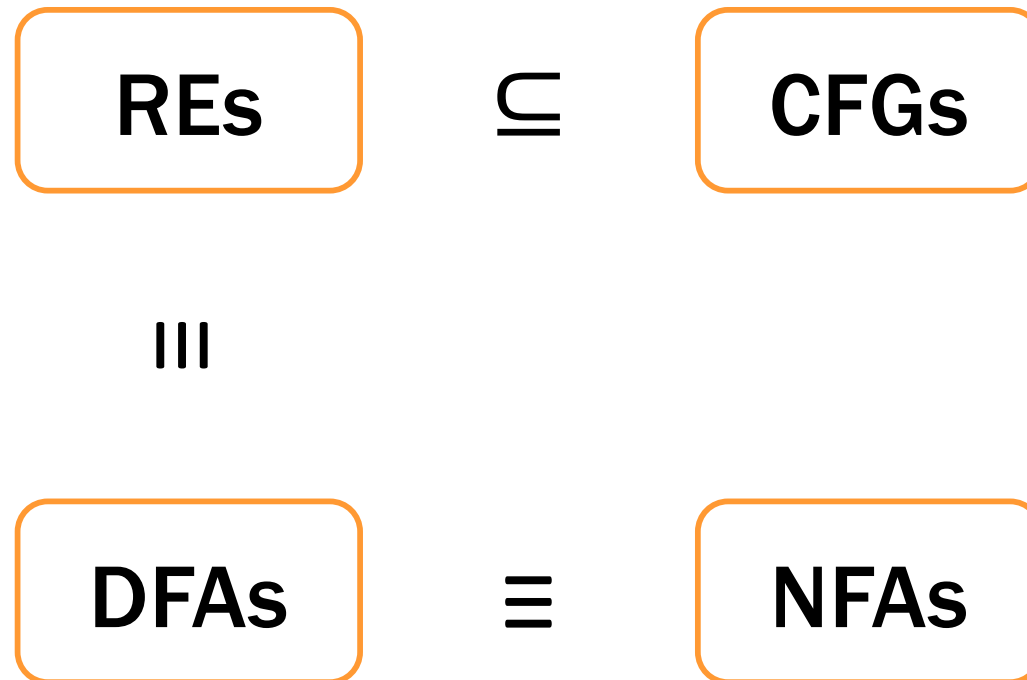 REs ⊆ CFGs
≡
DFAs ≡ NFAs